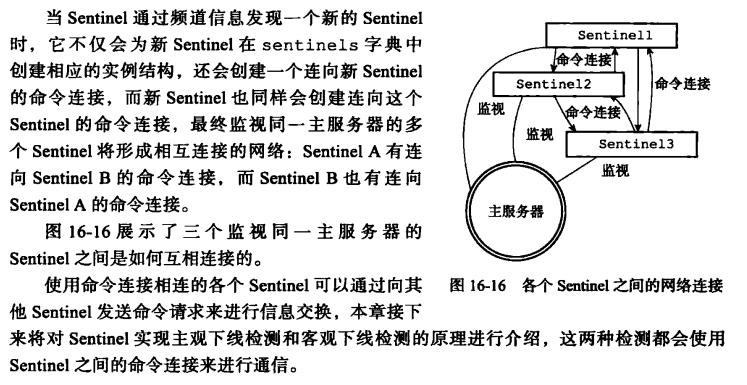 当 Sentinel 通过频道信息发现一个新的 Sentinel
时，它不仅会为新 Sentinel 在 sentinels 字典中
创建相应的实例结构，还会创建一个连向新 Sentinel
的命令连接，而新 Sentinel 也同样会创建连向这个
Sentinel 的命令连接，最终监视同一主服务器的多
个 Sentinel 将形成相互连接的网络：Sentinel A 有连
向 Sentinel B 的命令连接，而 Sentinel B 也有连向
Sentinel A 的命令连接。
图 16-16 展示了三个监视同一主服务器的
Sentinel 之间是如何互相连接的。
使用命令连接相连的各个 Sentinel 可以通过向其
他 Sentinel 发送命令请求来进行信息交换，本章接下
来将对 Sentinel 实现主观下线检测和客观下线检测的原理进行介绍，这两种检测都会使用
Sentinel 之间的命令连接来进行通信。
Sentinel1
命令连接
Sentinel2
命令连接
监视
命令连接
监视
Sentinel3
监视
主服务器
图 16-16 各个 Sentinel 之间的网络连接